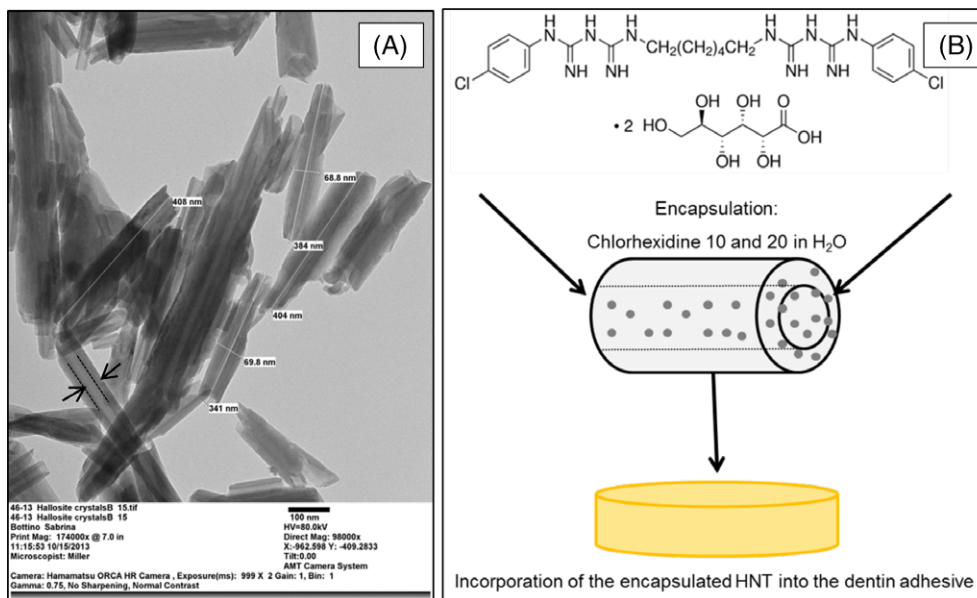 (A)
408 nm
68.8 nm
384 nm
404 nm
69.8 nm
341 nm
46-13 Hallosite crystalsB 15.tif
46-13 Hallosite crystalsB 15
Bottino Sabrina
Print Mag: 174000x @ 7.0 in
11:15:53 10/15/2013
Microscopist: Miller
100 nm
HV=80.0kV
Direct Mag: 98000x
X:-962.598 Y: -409.2833
Tilt:0.00
AMT Camera System
Camera: Hamamatsu ORCA HR Camera , Exposure(ms): 999 X 2 Gain: 1, Bin: 1
Gamma: 0.75, No Sharpening, Normal Contrast
(B)
H H H H
N N N-CH₂(CH₂)₄CH₂-N N N
NH NH NH NH
Cl Cl
• 2 HO OH OH O OH
OH OH
Encapsulation:
Chlorhexidine 10 and 20 in H₂O
Incorporation of the encapsulated HNT into the dentin adhesive